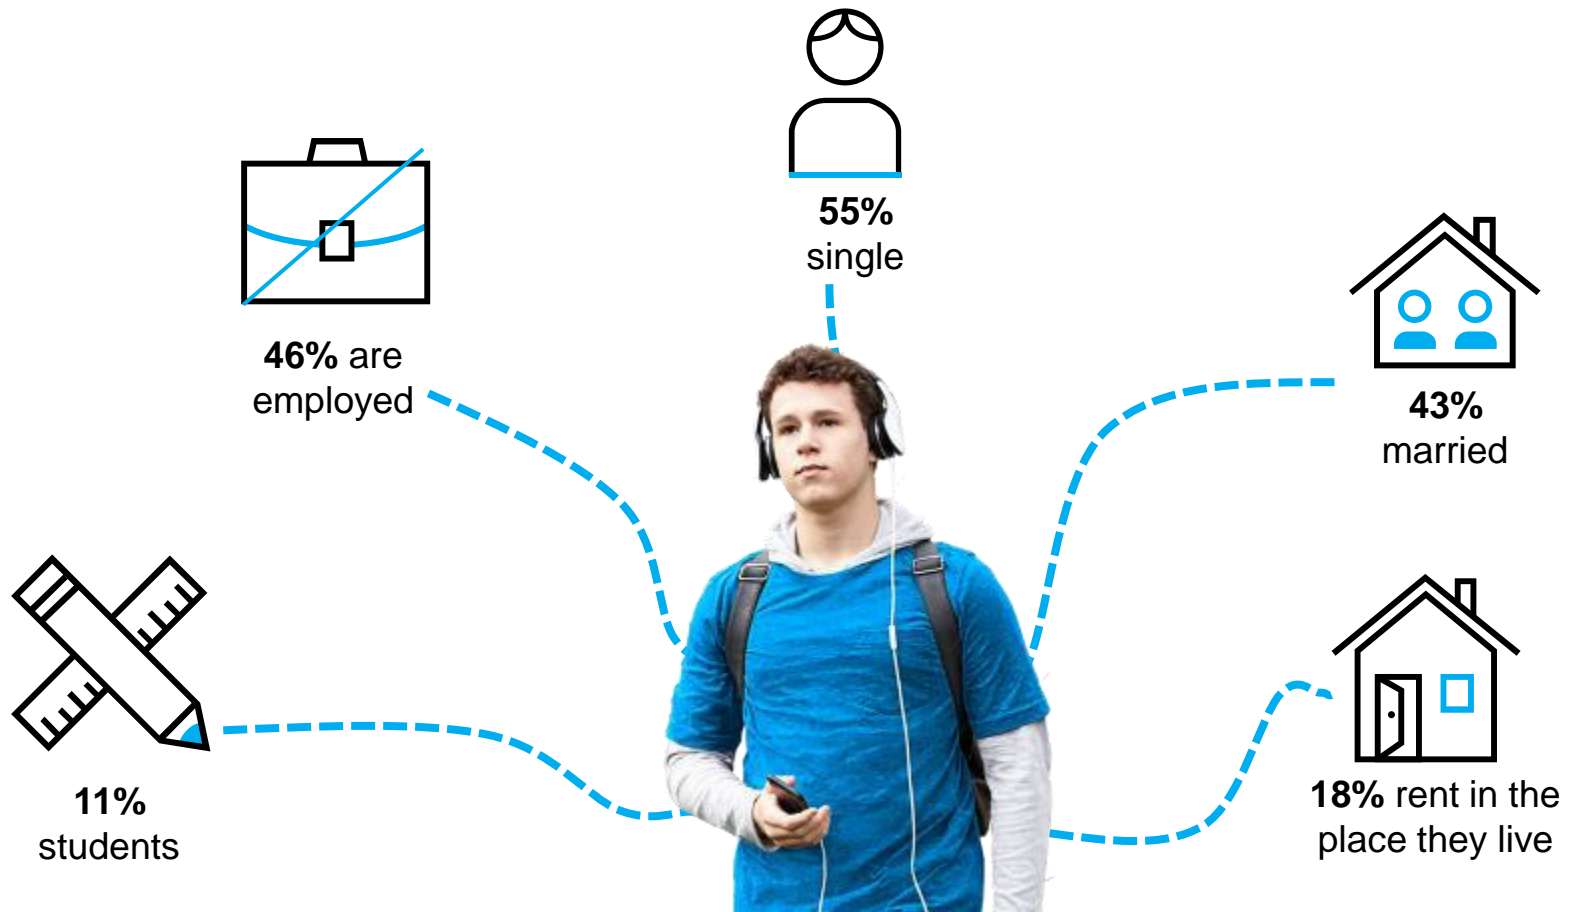 55%
single
46% are
employed
43%
married
11%
students
18% rent in the
place they live